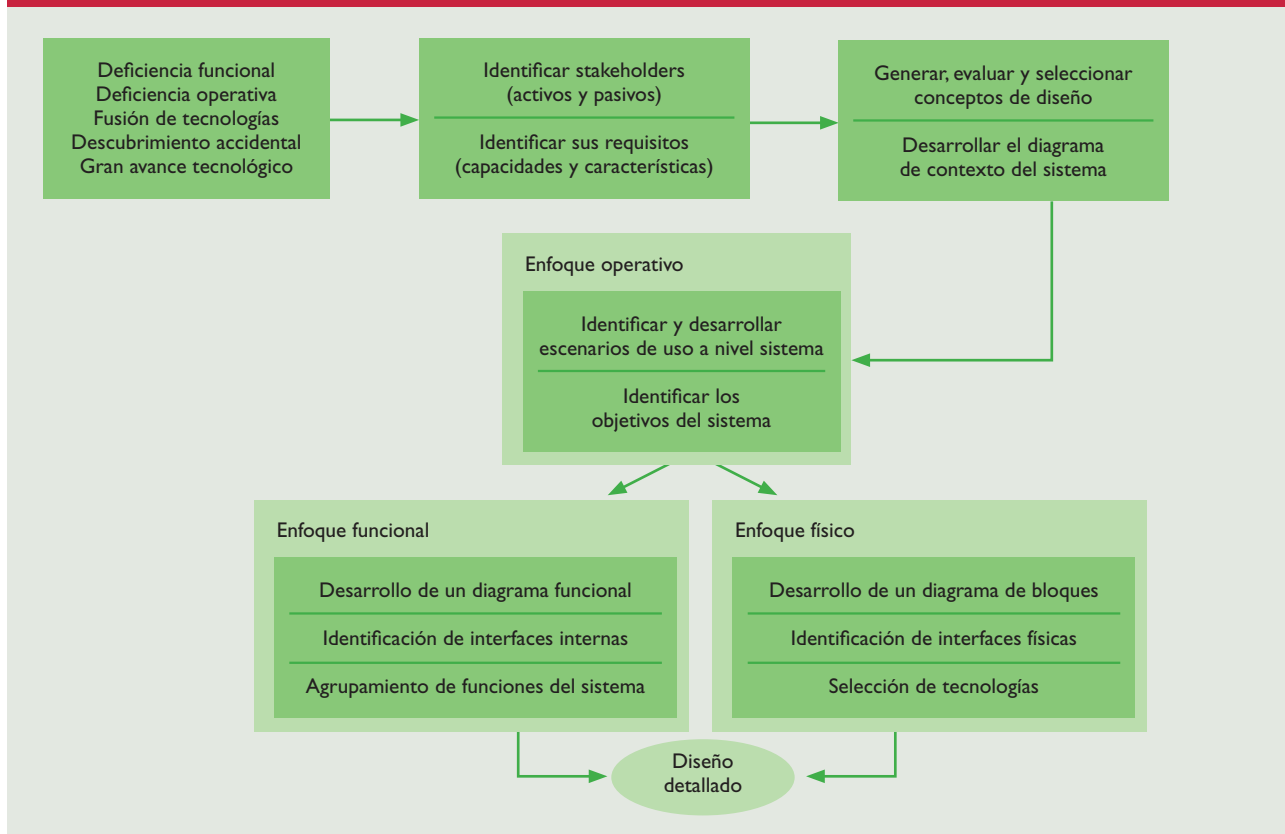 Deficiencia funcional
Deficiencia operativa
Fusión de tecnologías
Descubrimiento accidental
Gran avance tecnológico
Identificar stakeholders
(activos y pasivos)
Identificar sus requisitos
(capacidades y características)
Generar, evaluar y seleccionar
conceptos de diseño
Desarrollar el diagrama
de contexto del sistema
Enfoque operativo
Identificar y desarrollar
escenarios de uso a nivel sistema
Identificar los
objetivos del sistema
Enfoque funcional
Desarrollo de un diagrama funcional
Identificación de interfaces internas
Agrupamiento de funciones del sistema
Enfoque físico
Desarrollo de un diagrama de bloques
Identificación de interfaces físicas
Selección de tecnologías
Diseño
detallado